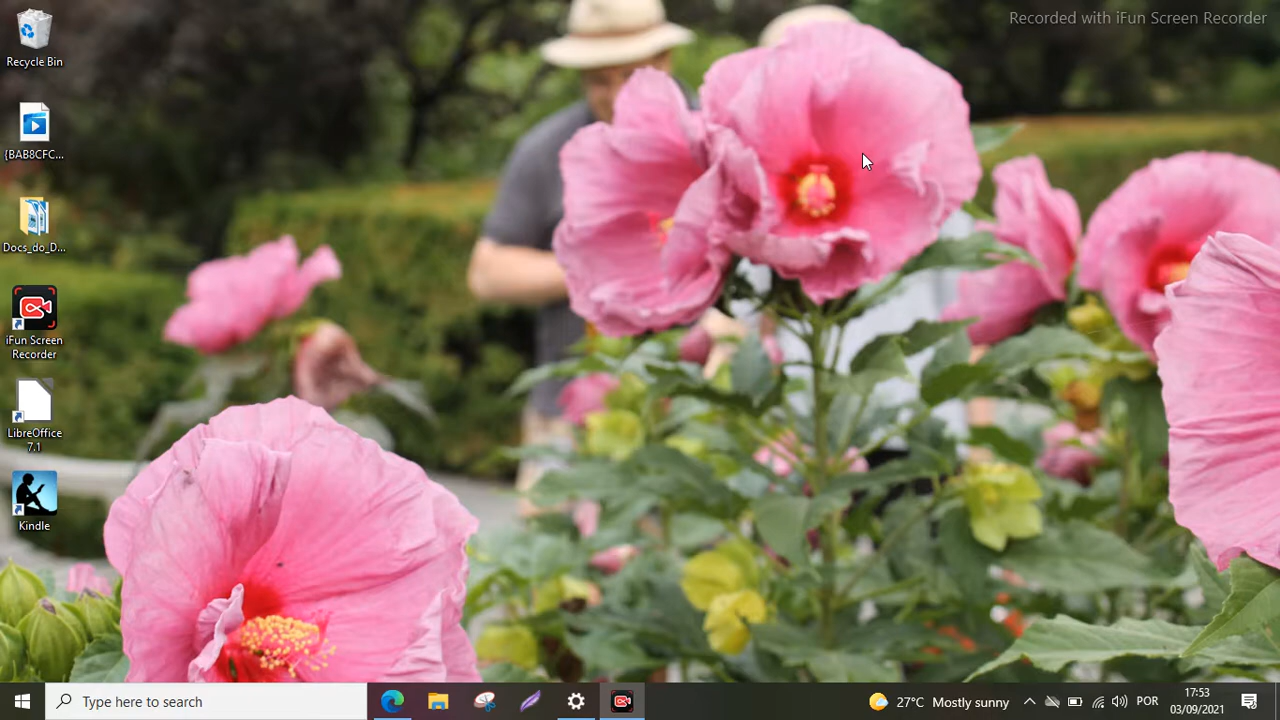 Recorded with iFun Screen Recorder
Recycle Bin
{BAB8CFC...
Docs_do_D...
iFun Screen
Recorder
LibreOffice
7.1
Kindle
Type here to search
27°C Mostly sunny
POR
17:53
03/09/2021